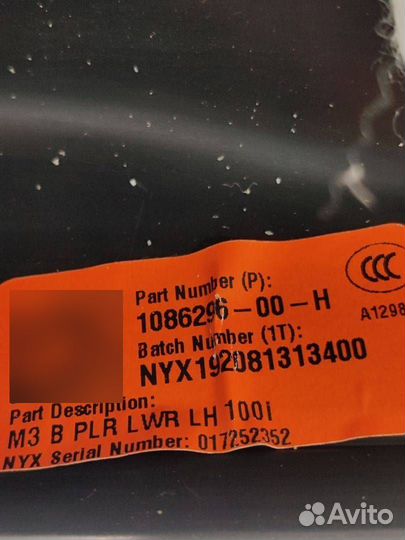 CCC
Part Number (P):
1086296-00-H
A1298
Batch Number (1T):
NYX192081313400
Part Description:
M3 B PLR LWR LH 100i
NYX Serial Number: 017252352
Avito